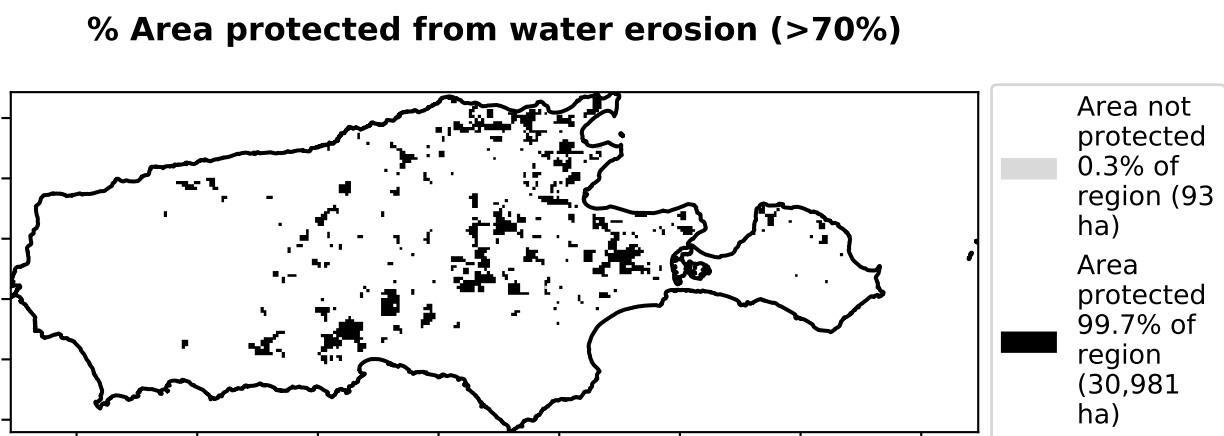 % Area protected from water erosion (>70%)
Area not
protected
0.3% of
region (93
ha)
Area
protected
99.7% of
region
(30,981
ha)